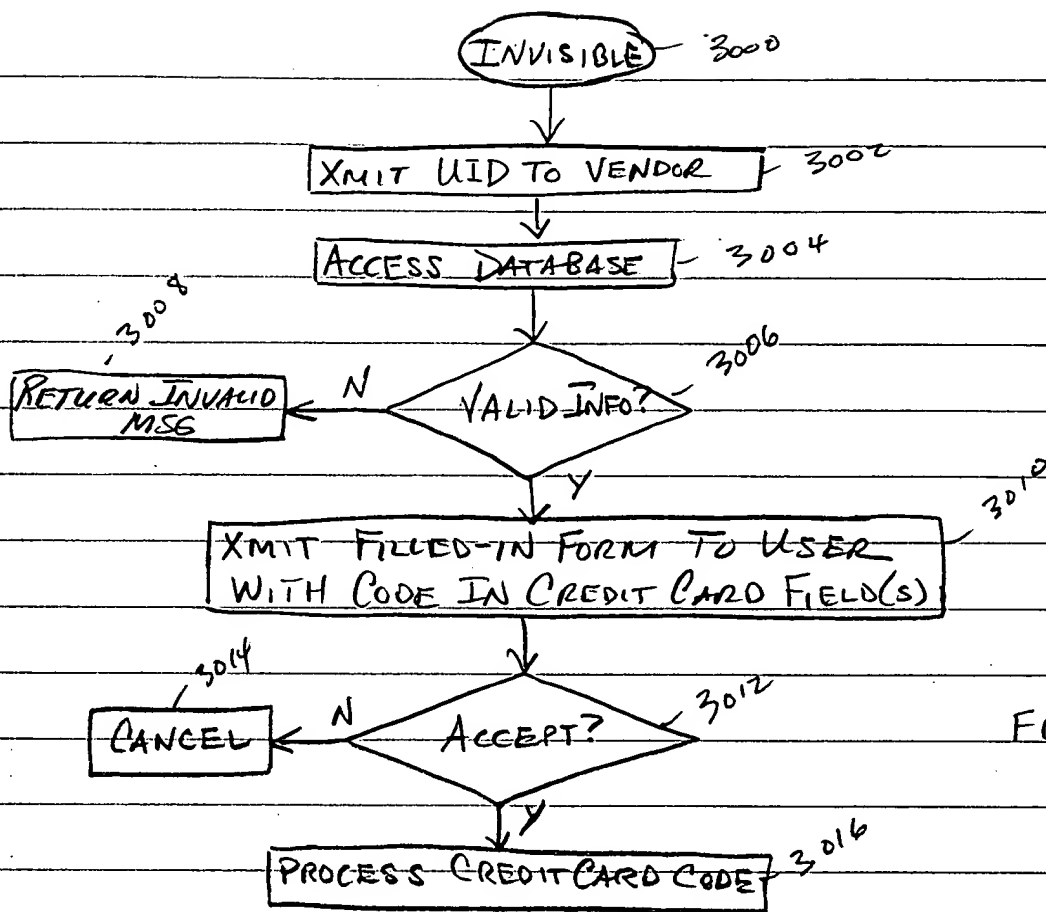 INVISIBLE 3000
XMIT UID TO VENDOR 3002
ACCESS DATABASE 3004
3008
3006
RETURN INVALID
MSG
N
VALID INFO?
Y
3010
XMIT FILLED-IN FORM TO USER
WITH CODE IN CREDIT CARD FIELD(S)
3014
3012
CANCEL
N
ACCEPT?
Y
PROCESS CREDIT CARD CODE 3016